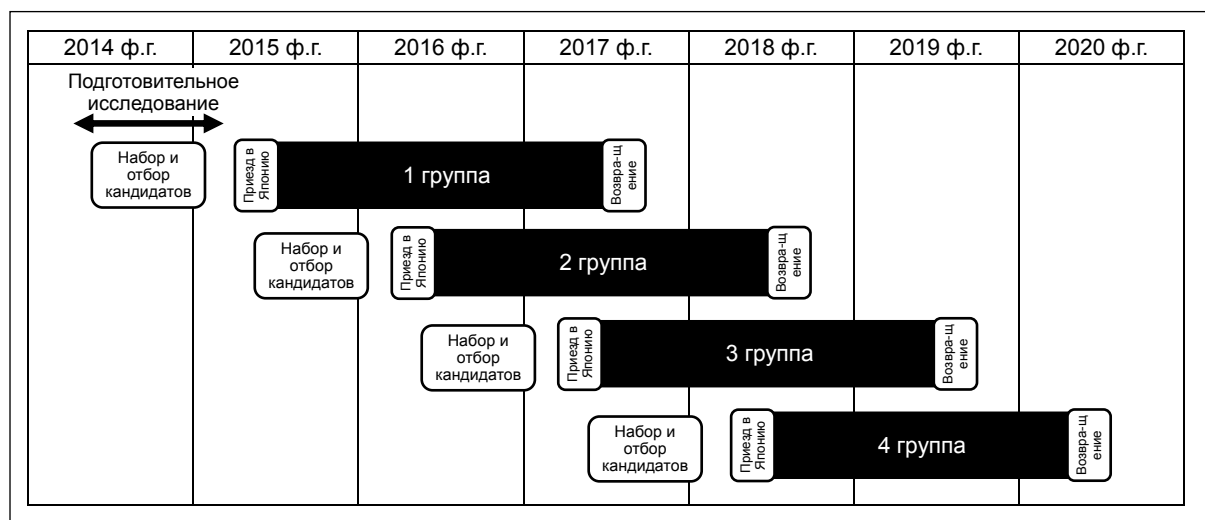 2014 ф.г. 2015 ф.г. 2016 ф.г. 2017 ф.г. 2018 ф.г. 2019 ф.г. 2020 ф.г.
Подготовительное
исследование
Набор и
отбор
кандидатов
Приезд в
Японию
1 группа
Возвра-щ
ение
Набор и
отбор
кандидатов
Приезд в
Японию
2 группа
Возвра-щ
ение
Набор и
отбор
кандидатов
Приезд в
Японию
3 группа
Возвра-щ
ение
Набор и
отбор
кандидатов
Приезд в
Японию
4 группа
Возвра-щ
ение